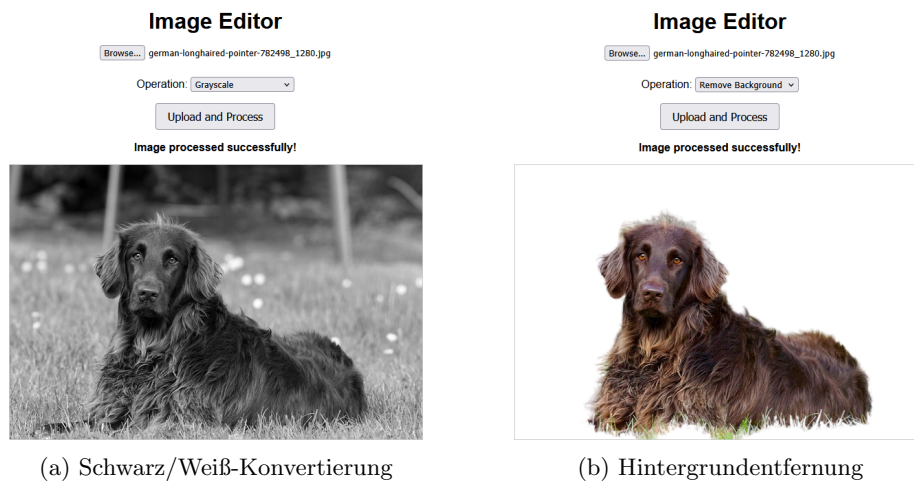 Image Editor
Browse... german-longhaired-pointer-782498_1280.jpg
Operation: Grayscale
Upload and Process
Image processed successfully!
(a) Schwarz/Weiß-Konvertierung
Image Editor
Browse... german-longhaired-pointer-782498_1280.jpg
Operation: Remove Background
Upload and Process
Image processed successfully!
(b) Hintergrundentfernung